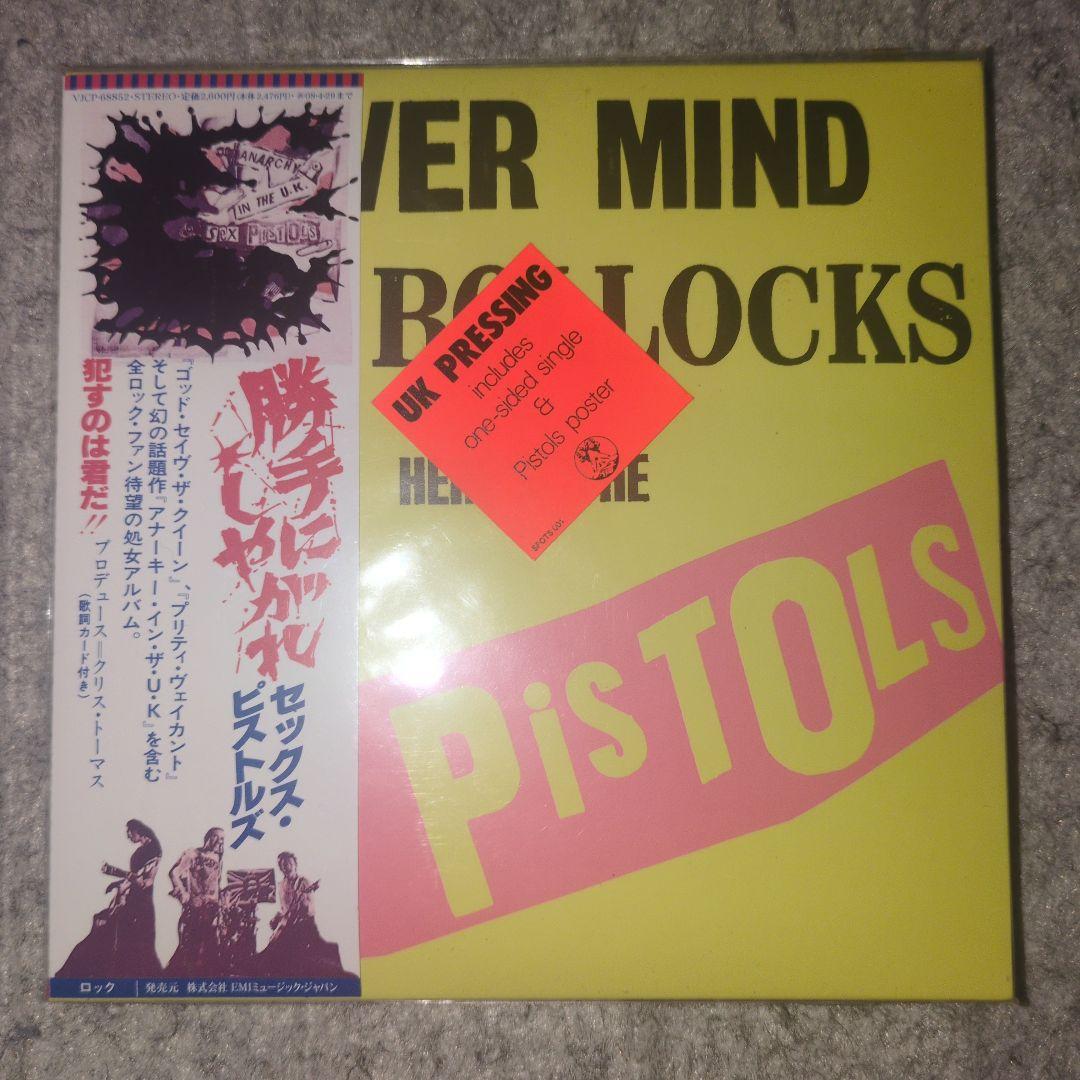 VJCP-68852・STEREO・定価2,600円(本体2,476円)・㋐08・4・29まで
ANARCHY
IN THE U.K.
SEX PISTOLS
勝手に
しやがれ
セックス・
ピストルズ
『ゴッド・セイヴ・ザ・クイーン』、『プリティ・ヴェイカント』
そして幻の話題作『アナーキー・イン・ザ・U・K』を含む
全ロック・ファン待望の処女アルバム。
犯すのは君だ!!
プロデュース＝クリス・トーマス
(歌詞カード付き)
ロック
発売元 株式会社 EMIミュージック・ジャパン
VER MIND
BOLLOCKS
UK PRESSING
includes
one-sided single
&
Pistols poster
SPOTS 001
PiSTOLS